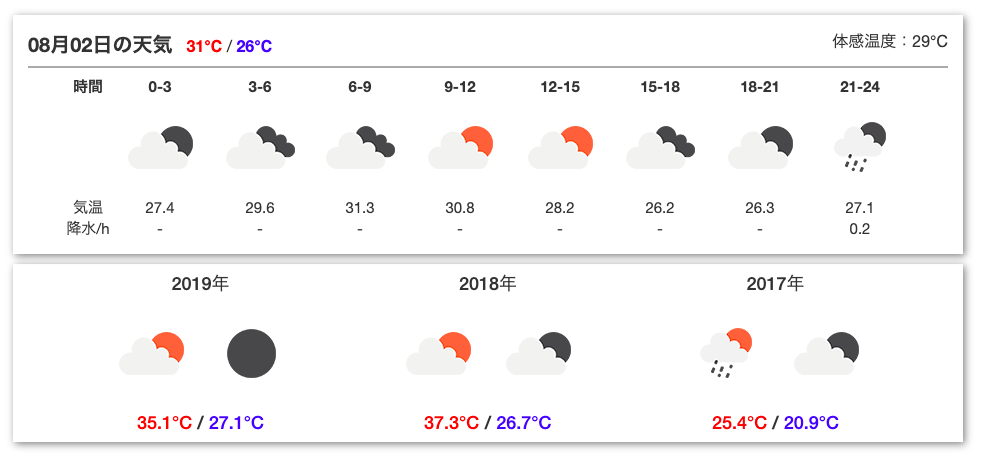 08月02日の天気 31°C / 26°C 体感温度：29°C
時間 0-3 3-6 6-9 9-12 12-15 15-18 18-21 21-24
気温 27.4 29.6 31.3 30.8 28.2 26.2 26.3 27.1
降水/h - - - - - - - 0.2
2019年 2018年 2017年
35.1°C / 27.1°C 37.3°C / 26.7°C 25.4°C / 20.9°C